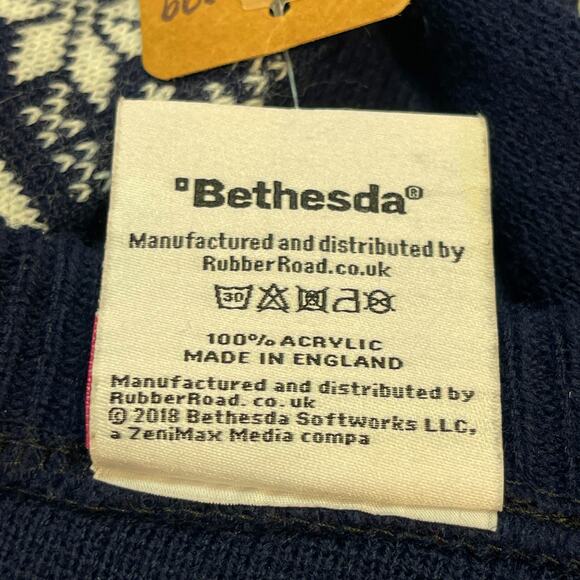 Bethesda®
Manufactured and distributed by
RubberRoad.co.uk
30
100% ACRYLIC
MADE IN ENGLAND
Manufactured and distributed by
RubberRoad. co. uk
© 2018 Bethesda Softworks LLC,
a ZeniMax Media compa